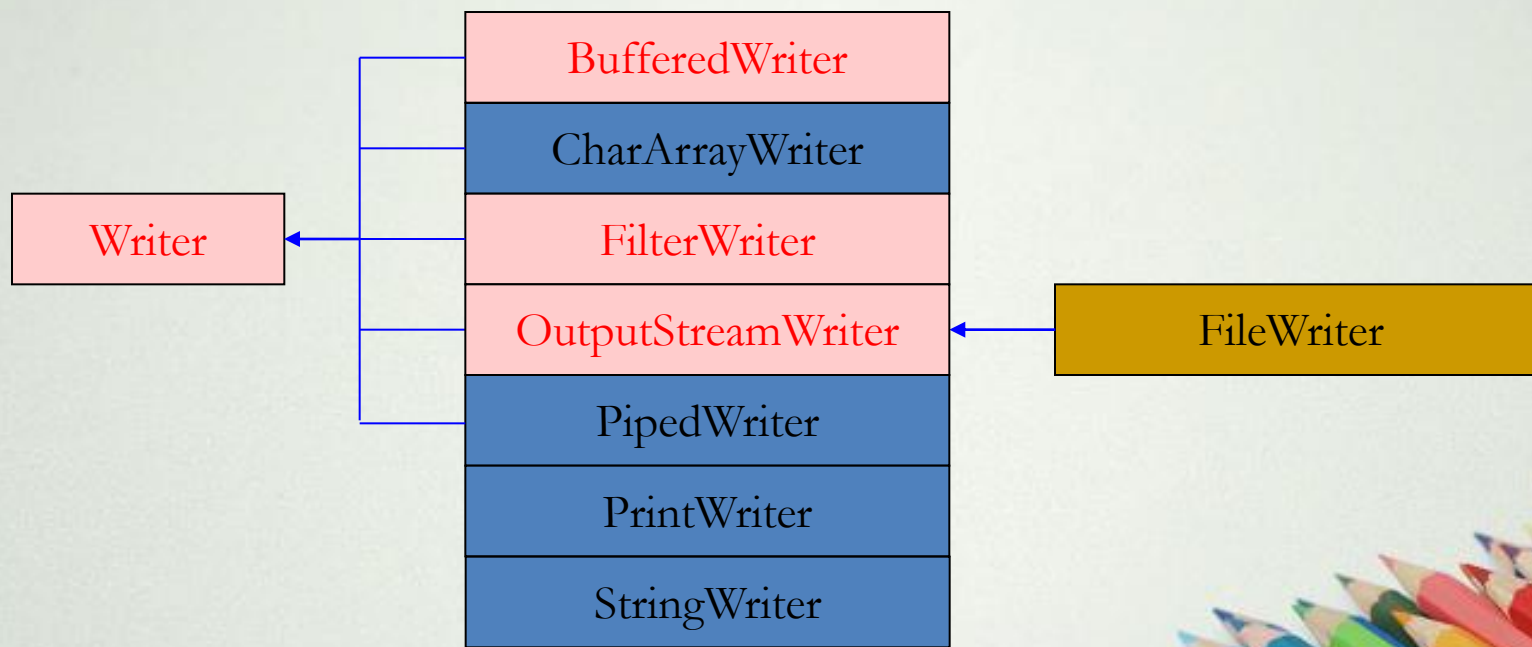 BufferedWriter
CharArrayWriter
Writer
FilterWriter
OutputStreamWriter
FileWriter
PipedWriter
PrintWriter
StringWriter